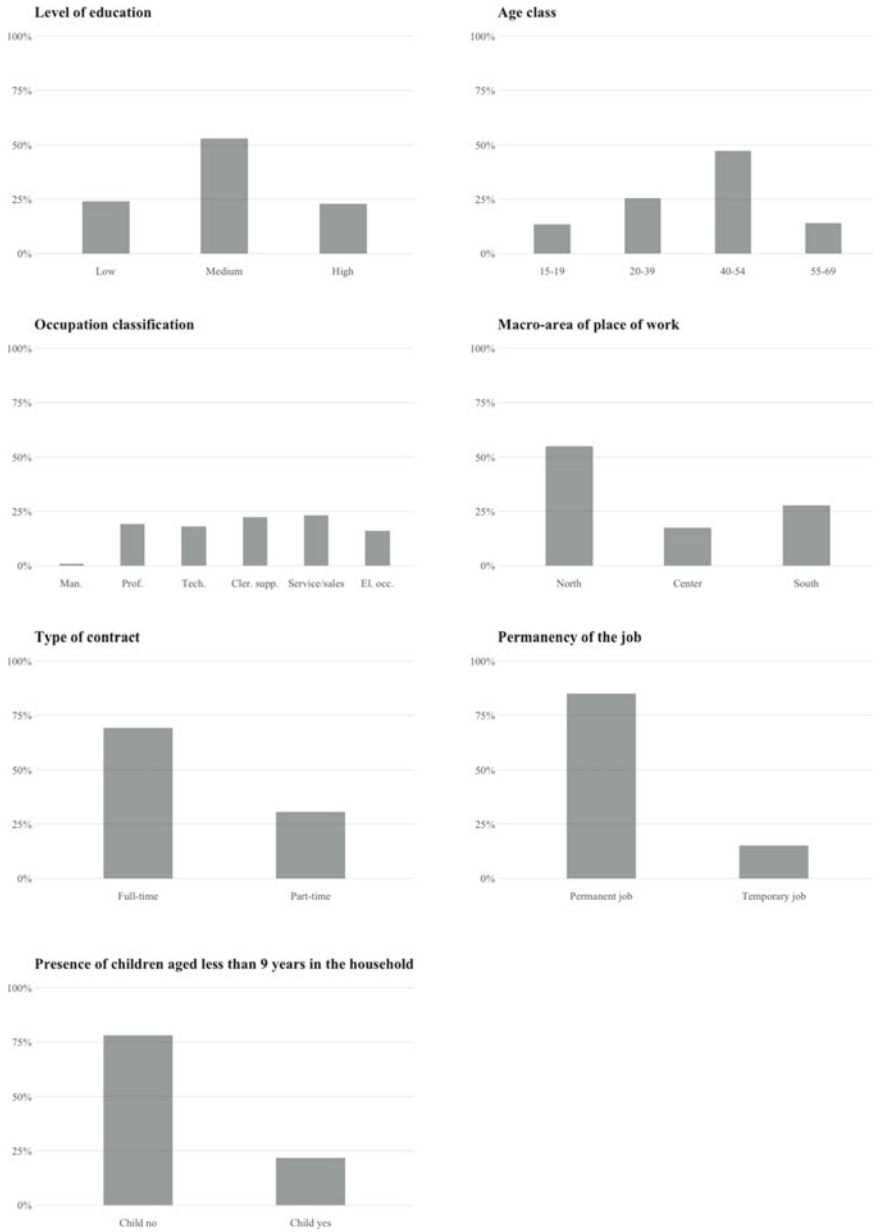 Level of education
100%
75%
50%
25%
0%
Low Medium High
Age class
100%
75%
50%
25%
0%
15-19 20-39 40-54 55-69
Occupation classification
100%
75%
50%
25%
0%
Man. Prof. Tech. Cler. supp. Service/sales El. occ.
Macro-area of place of work
100%
75%
50%
25%
0%
North Center South
Type of contract
100%
75%
50%
25%
0%
Full-time Part-time
Permanency of the job
100%
75%
50%
25%
0%
Permanent job Temporary job
Presence of children aged less than 9 years in the household
100%
75%
50%
25%
0%
Child no Child yes